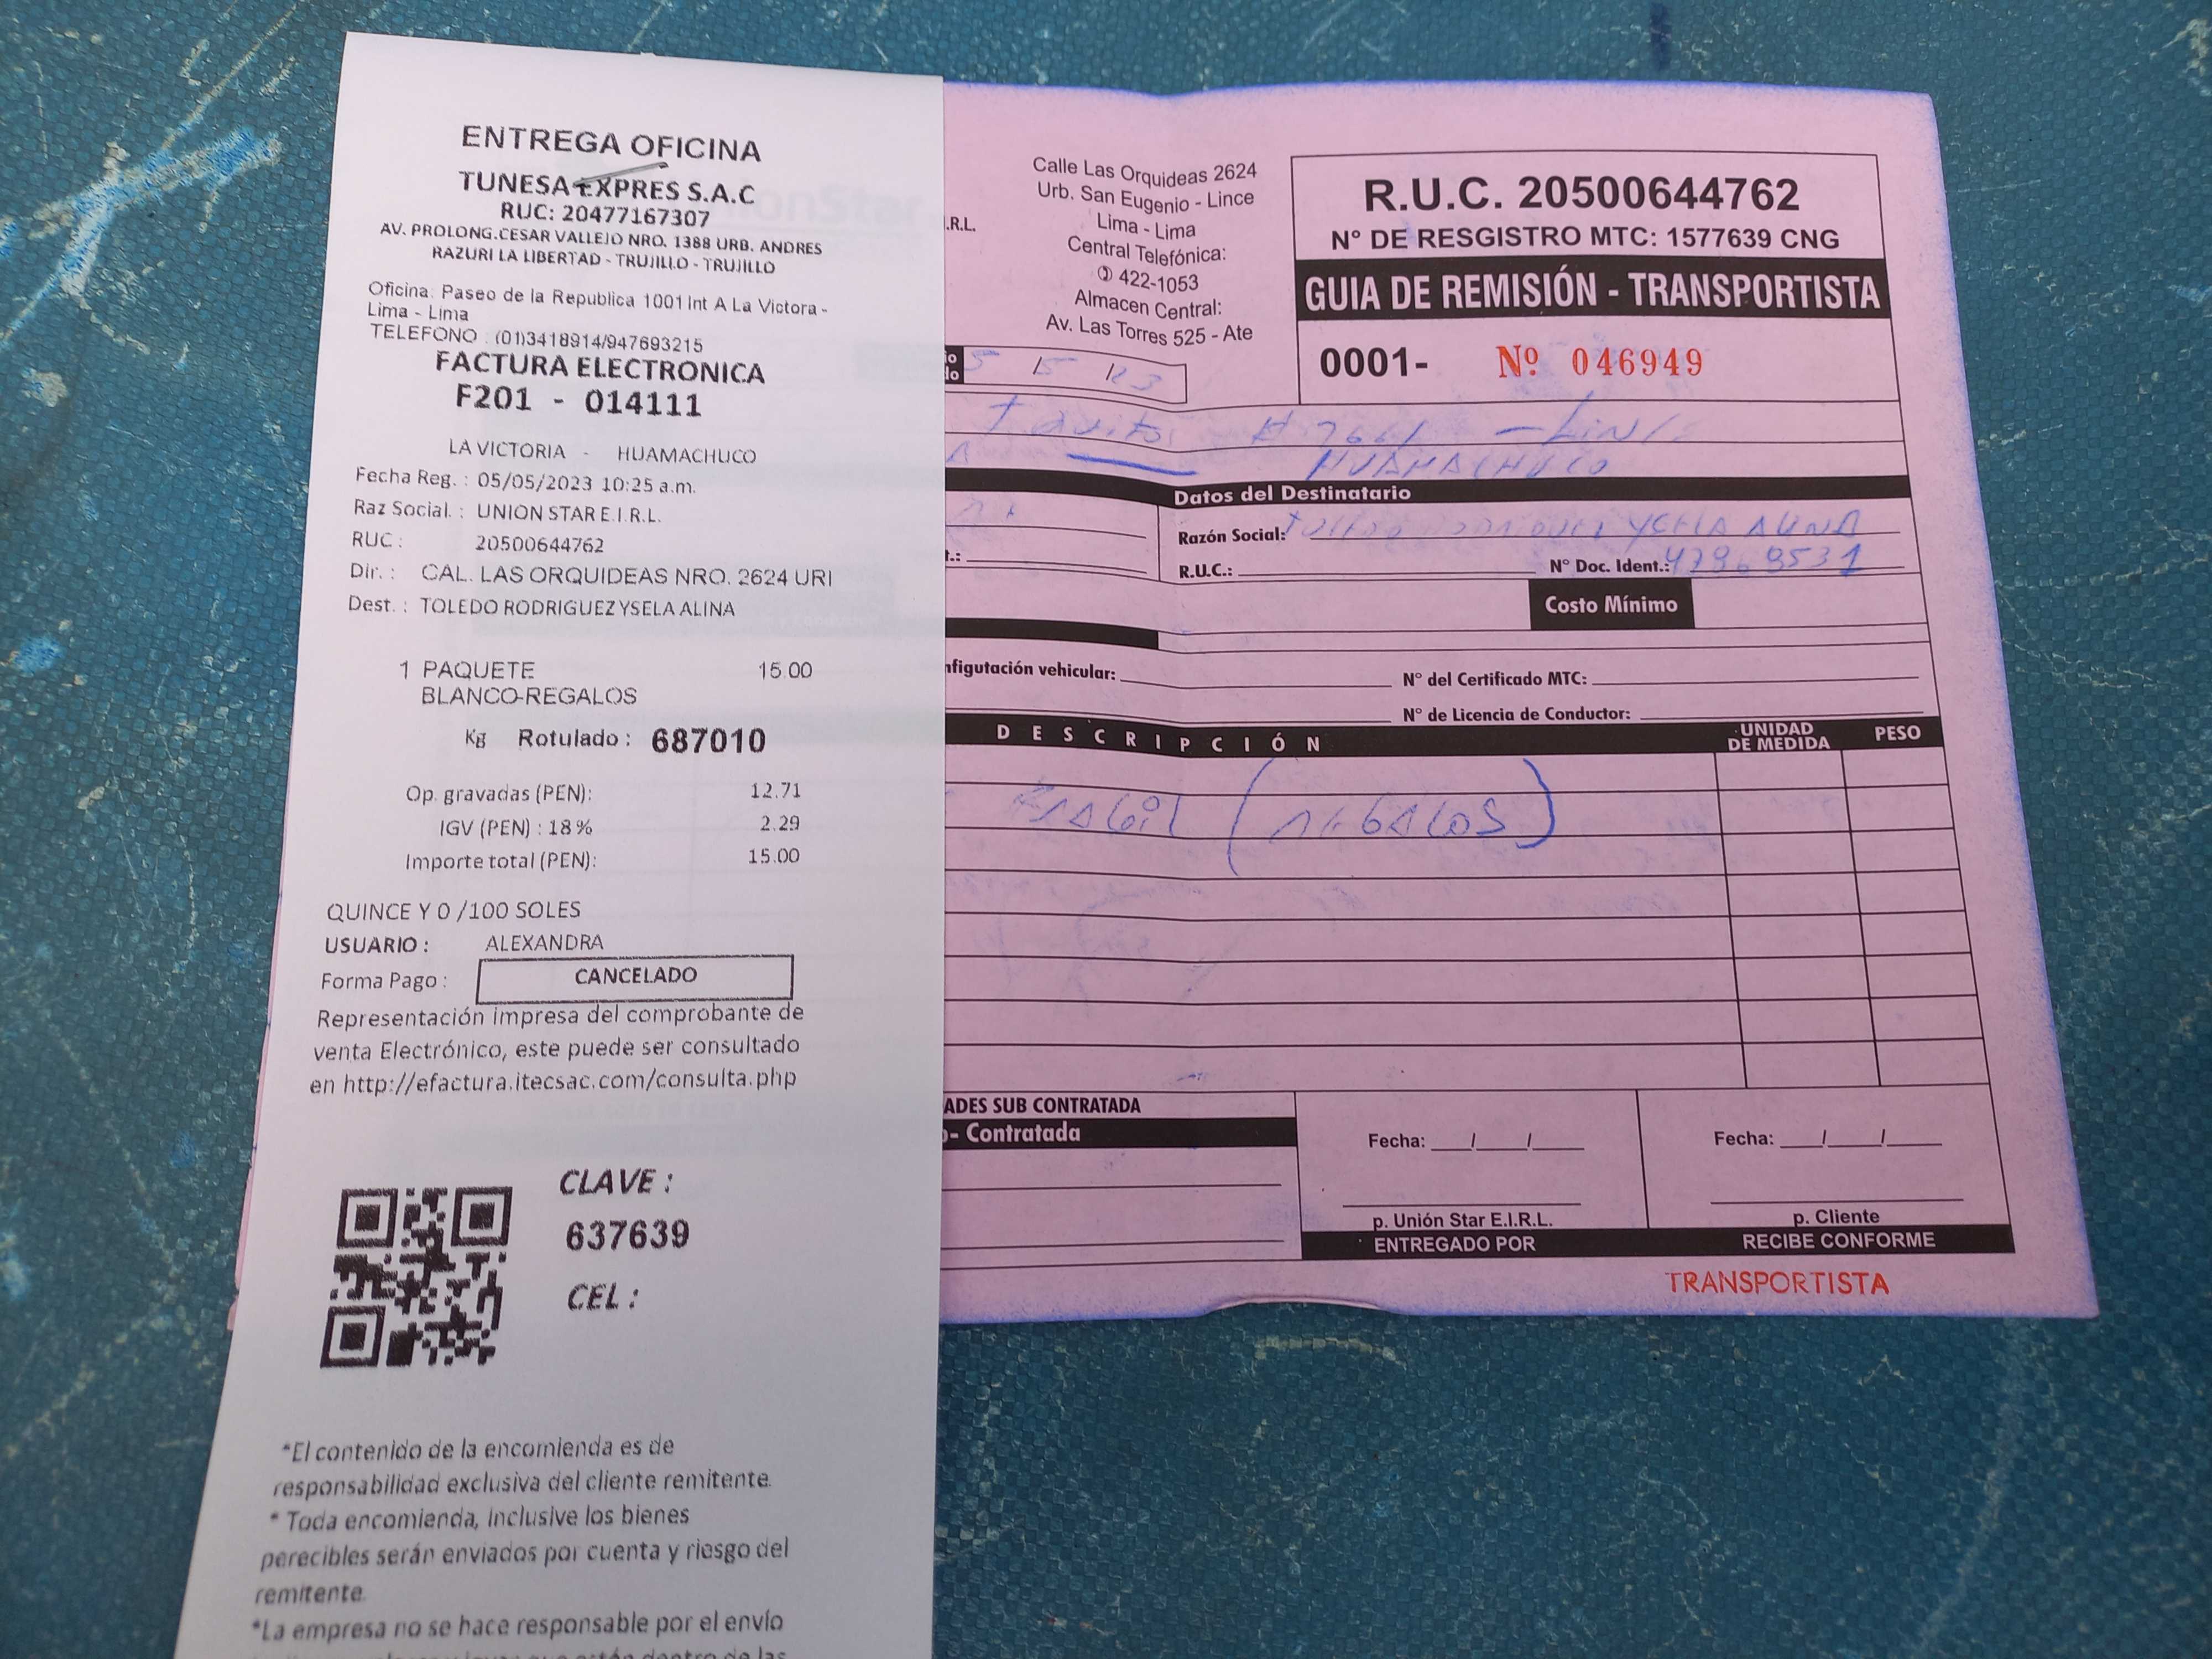 ENTREGA OFICINA
TUNESA EXPRES S.A.C
RUC: 20477167307
AV. PROLONG.CESAR VALLEJO NRO. 1388 URB. ANDRES
RAZURI LA LIBERTAD - TRUJILLO - TRUJILLO
Oficina: Paseo de la Republica 1001 Int A La Victora -
Lima - Lima
TELEFONO : (01)3418914/947693215
FACTURA ELECTRONICA
F201 - 014111
LA VICTORIA - HUAMACHUCO
Fecha Reg. : 05/05/2023 10:25 a.m.
Raz Social. : UNION STAR E.I.R.L.
RUC : 20500644762
Dir. : CAL. LAS ORQUIDEAS NRO. 2624 URI
Dest. : TOLEDO RODRIGUEZ YSELA ALINA
1 PAQUETE 15.00
BLANCO-REGALOS
Kg Rotulado : 687010
Op. gravadas (PEN): 12.71
IGV (PEN) : 18% 2.29
Importe total (PEN): 15.00
QUINCE Y 0 /100 SOLES
USUARIO : ALEXANDRA
Forma Pago : CANCELADO
Representación impresa del comprobante de
venta Electrónico, este puede ser consultado
en http://efactura.itecsac.com/consulta.php
CLAVE :
637639
CEL :
*El contenido de la encomienda es de
responsabilidad exclusiva del cliente remitente.
* Toda encomienda, inclusive los bienes
perecibles serán enviados por cuenta y riesgo del
remitente.
*La empresa no se hace responsable por el envío
.R.L.
Calle Las Orquideas 2624
Urb. San Eugenio - Lince
Lima - Lima
Central Telefónica:
422-1053
Almacen Central:
Av. Las Torres 525 - Ate
R.U.C. 20500644762
N° DE RESGISTRO MTC: 1577639 CNG
GUIA DE REMISIÓN - TRANSPORTISTA
0001- Nº 046949
HUAMACHUCO
Datos del Destinatario
Razón Social: YSELA ALINA
R.U.C.: N° Doc. Ident.:
Costo Mínimo
nfigutación vehicular: N° del Certificado MTC:
N° de Licencia de Conductor:
DESCRIPCIÓN UNIDAD DE MEDIDA PESO
FRAGIL (REGALOS)
ADES SUB CONTRATADA
- Contratada
Fecha: / / Fecha: / /
p. Unión Star E.I.R.L. p. Cliente
ENTREGADO POR RECIBE CONFORME
TRANSPORTISTA